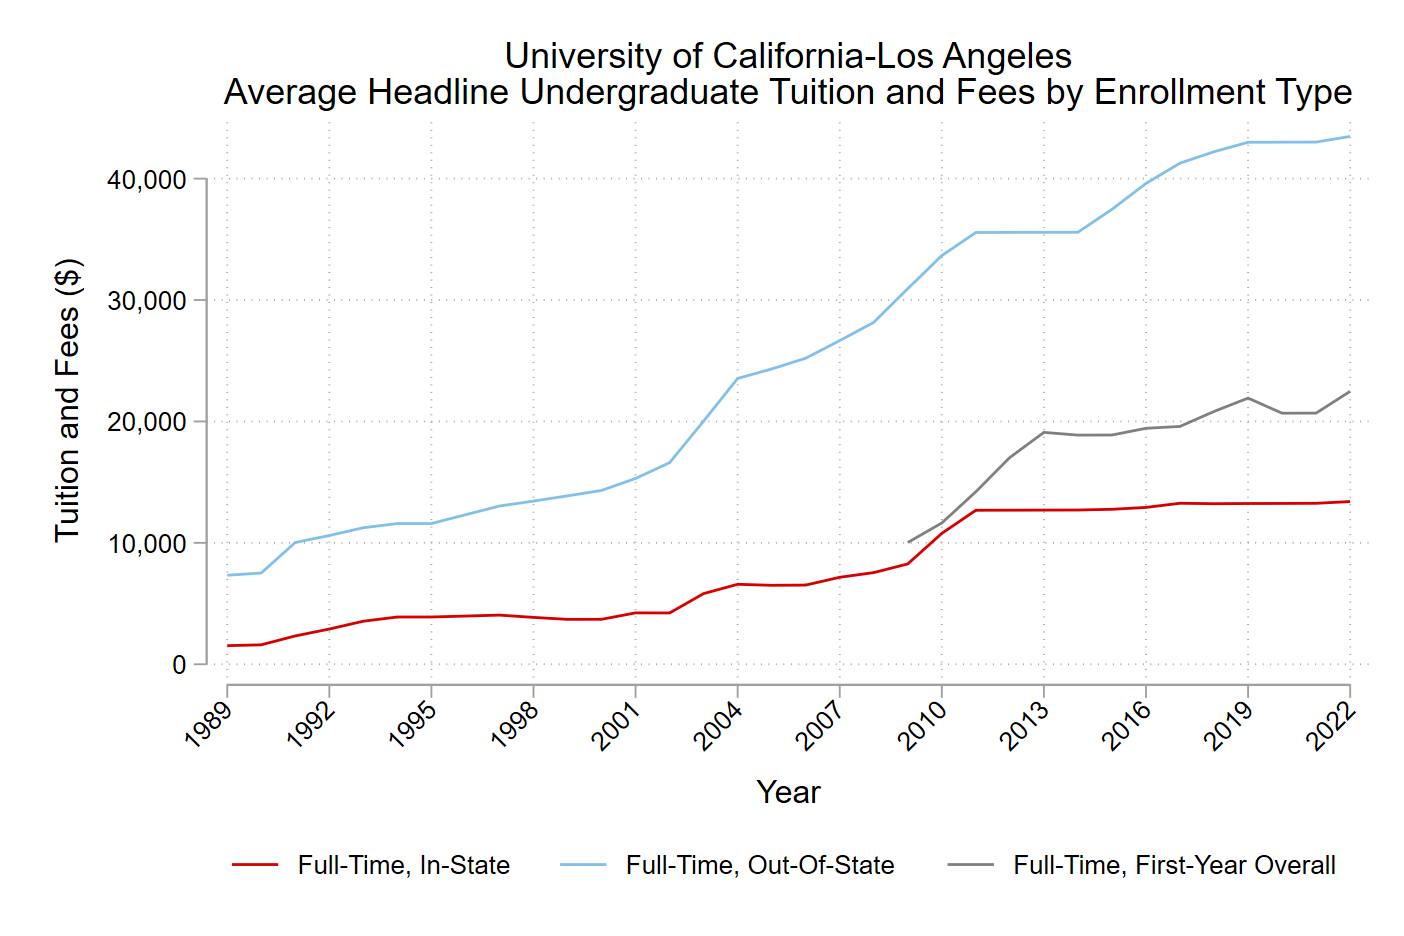 University of California-Los Angeles
Average Headline Undergraduate Tuition and Fees by Enrollment Type
Tuition and Fees ($)
40,000
30,000
20,000
10,000
0
1989 1992 1995 1998 2001 2004 2007 2010 2013 2016 2019 2022
Year
Full-Time, In-State Full-Time, Out-Of-State Full-Time, First-Year Overall